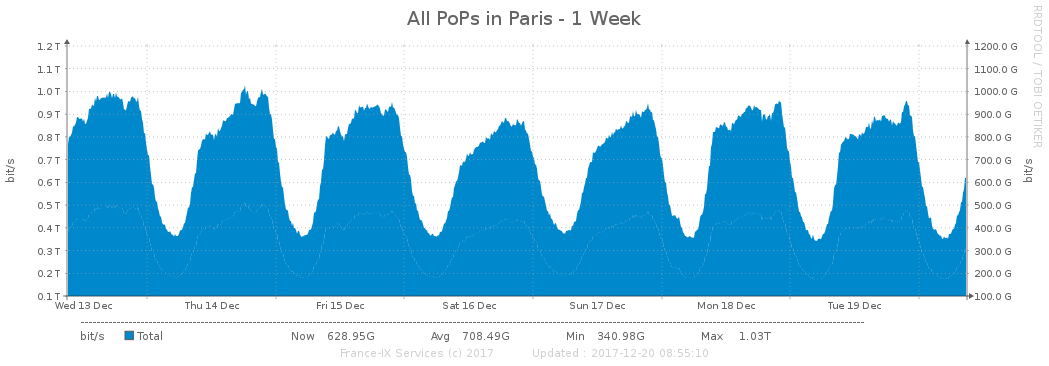 All PoPs in Paris - 1 Week
RRDTOOL / TOBI OETIKER
bit/s
bit/s
1.2 T 1200.0 G
1.1 T 1100.0 G
1.0 T 1000.0 G
0.9 T 900.0 G
0.8 T 800.0 G
0.7 T 700.0 G
0.6 T 600.0 G
0.5 T 500.0 G
0.4 T 400.0 G
0.3 T 300.0 G
0.2 T 200.0 G
0.1 T 100.0 G
Wed 13 Dec Thu 14 Dec Fri 15 Dec Sat 16 Dec Sun 17 Dec Mon 18 Dec Tue 19 Dec
bit/s Total Now 628.95G Avg 708.49G Min 340.98G Max 1.03T
France-IX Services (c) 2017 Updated : 2017-12-20 08:55:10